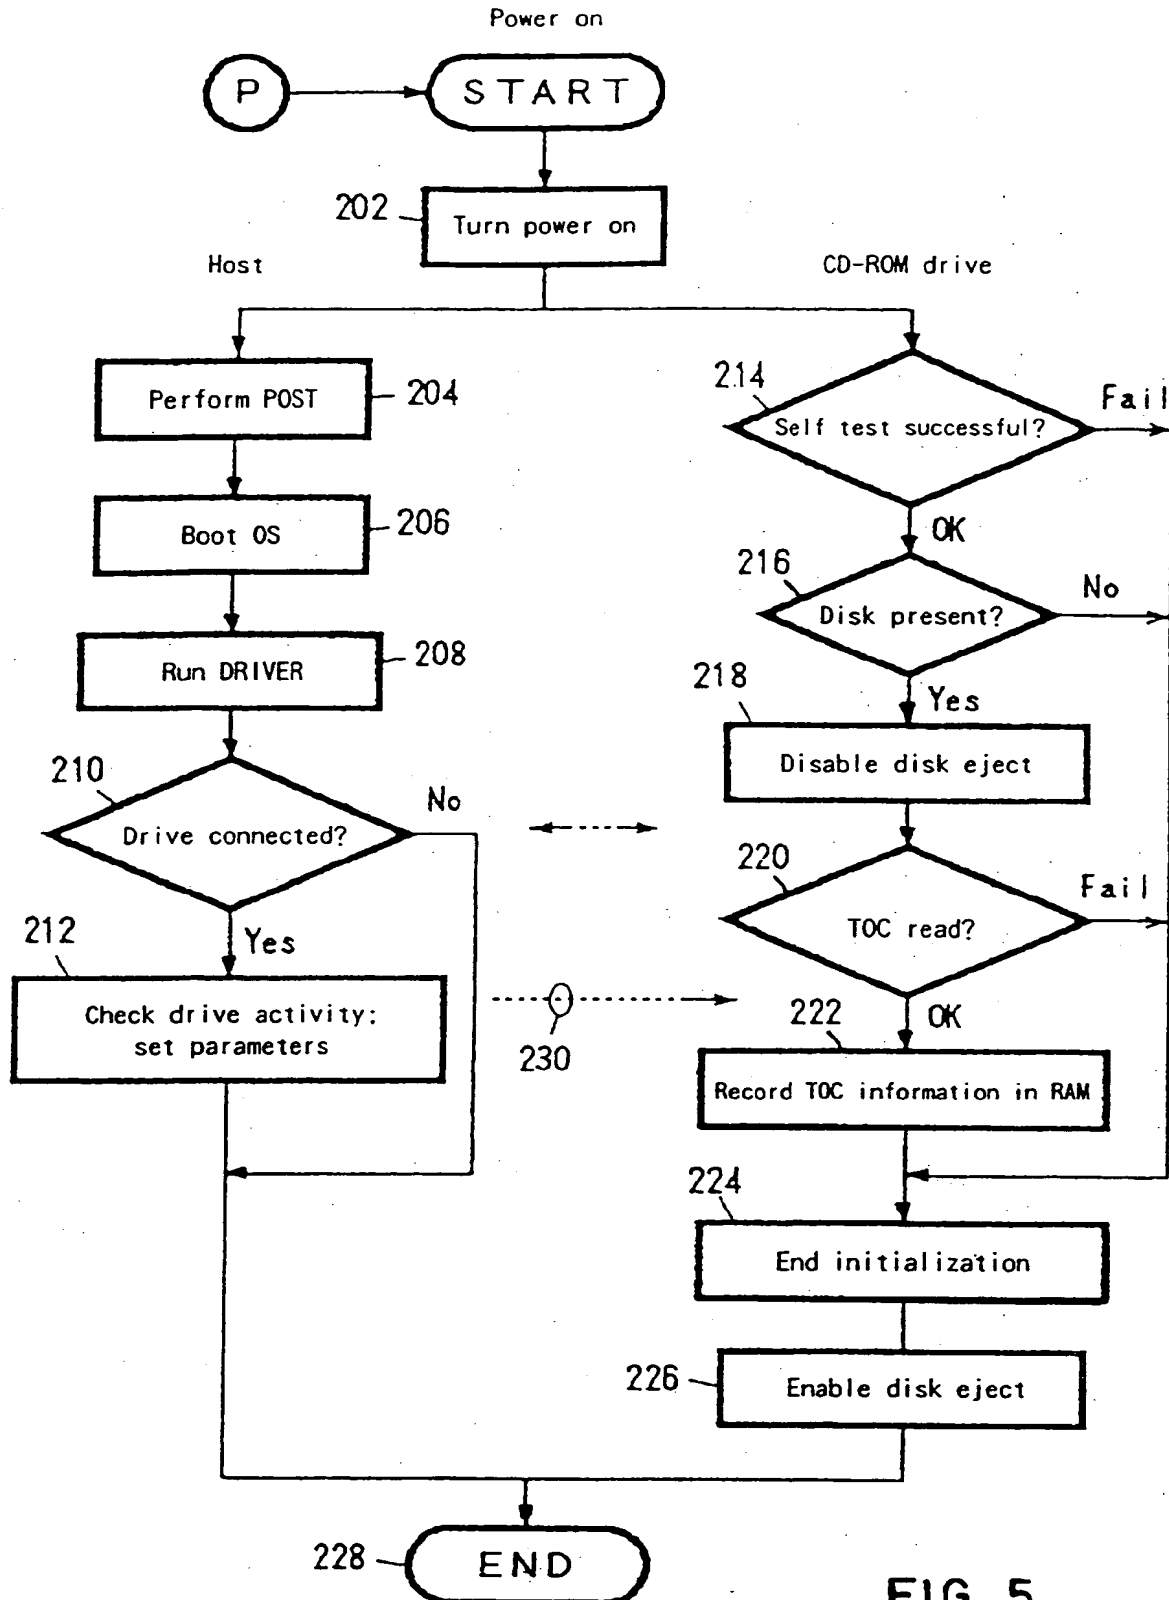 Power on
P
START
202
Turn power on
Host
CD-ROM drive
Perform POST
204
214
Self test successful?
Fail
OK
Boot OS
206
216
Disk present?
No
Yes
Run DRIVER
208
218
Disable disk eject
210
Drive connected?
No
Yes
220
TOC read?
Fail
OK
212
Check drive activity:
set parameters
230
222
Record TOC information in RAM
224
End initialization
226
Enable disk eject
228
END
FIG. 5